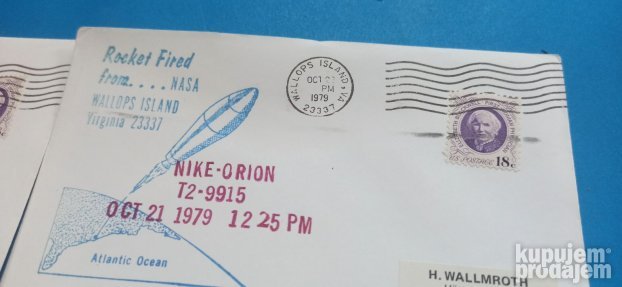 Rocket Fired
from.... NASA
WALLOPS ISLAND
Virginia 23337
WALLOPS ISLAND, VA
OCT 21
PM
1979
23337
18c
U.S. POSTAGE
NIKE-ORION
T2-9915
OCT 21 1979 12 25 PM
Atlantic Ocean
H. WALLMROTH
kupujem
prodajem